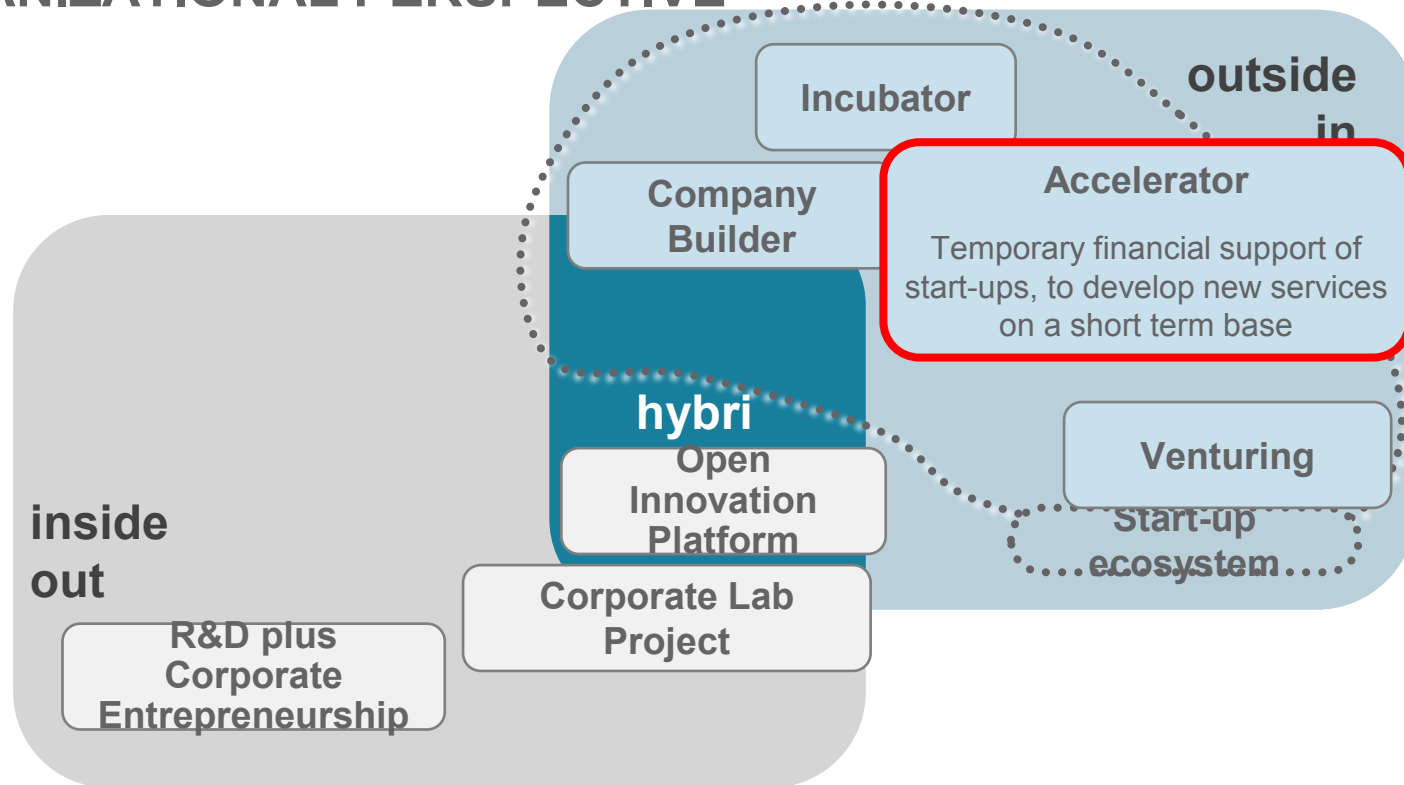 outside
in
Incubator
Accelerator
Temporary financial support of
start-ups, to develop new services
on a short term base
Company
Builder
hybri
Open
Innovation
Platform
Venturing
Start-up
ecosystem
inside
out
Corporate Lab
Project
R&D plus
Corporate
Entrepreneurship